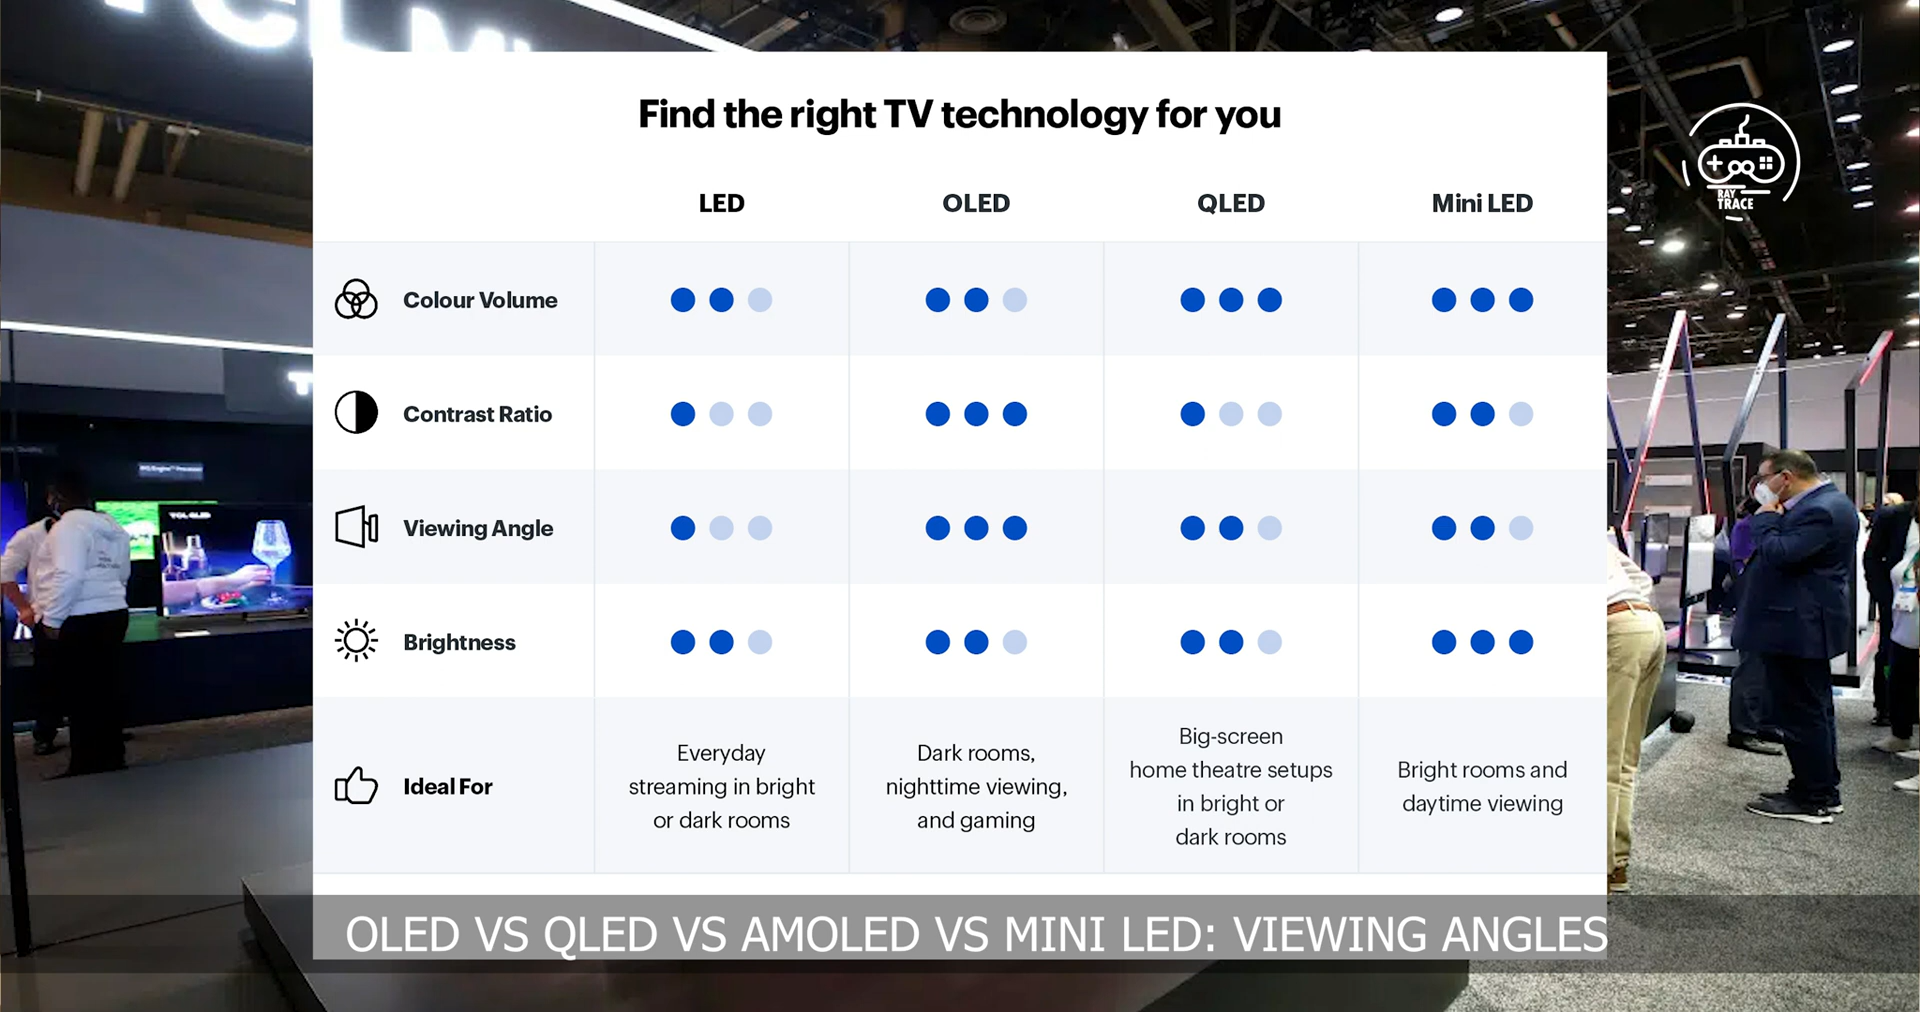 Find the right TV technology for you
LED OLED QLED Mini LED
Colour Volume
Contrast Ratio
Viewing Angle
Brightness
Ideal For
Everyday
streaming in bright
or dark rooms
Dark rooms,
nighttime viewing,
and gaming
Big-screen
home theatre setups
in bright or
dark rooms
Bright rooms and
daytime viewing
RAY
TRACE
TCL QLED
OLED VS QLED VS AMOLED VS MINI LED: VIEWING ANGLES